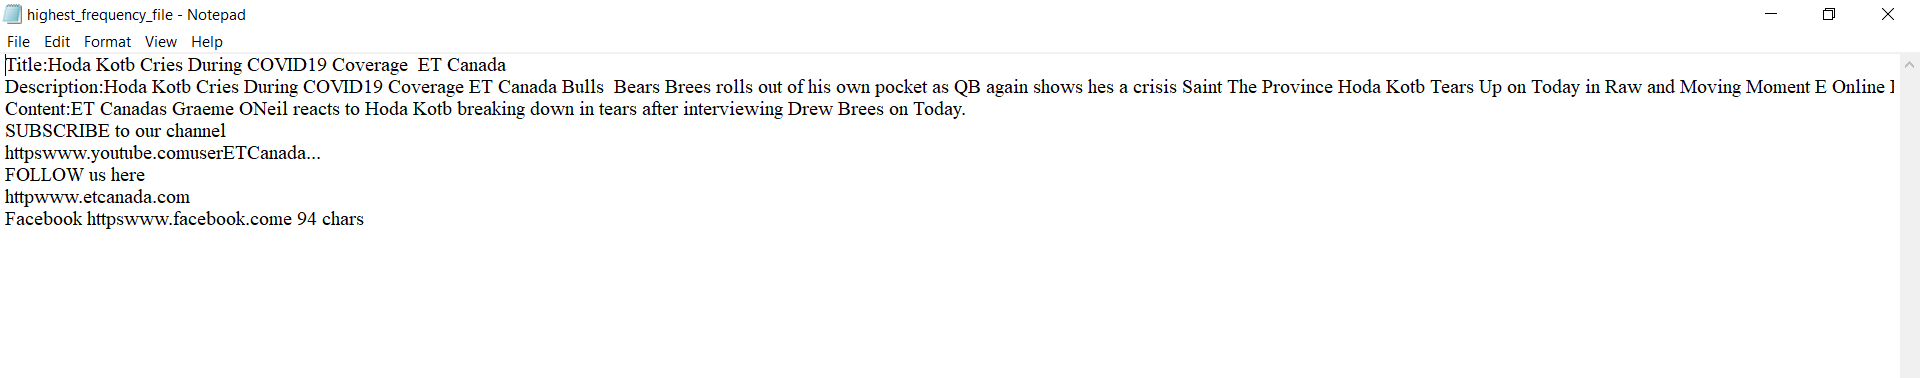 highest_frequency_file - Notepad
File Edit Format View Help
Title:Hoda Kotb Cries During COVID19 Coverage  ET Canada
Description:Hoda Kotb Cries During COVID19 Coverage ET Canada Bulls  Bears Brees rolls out of his own pocket as QB again shows hes a crisis Saint The Province Hoda Kotb Tears Up on Today in Raw and Moving Moment E Online
Content:ET Canadas Graeme ONeil reacts to Hoda Kotb breaking down in tears after interviewing Drew Brees on Today.
SUBSCRIBE to our channel
httpswww.youtube.comuserETCanada...
FOLLOW us here
httpwww.etcanada.com
Facebook httpswww.facebook.come 94 chars